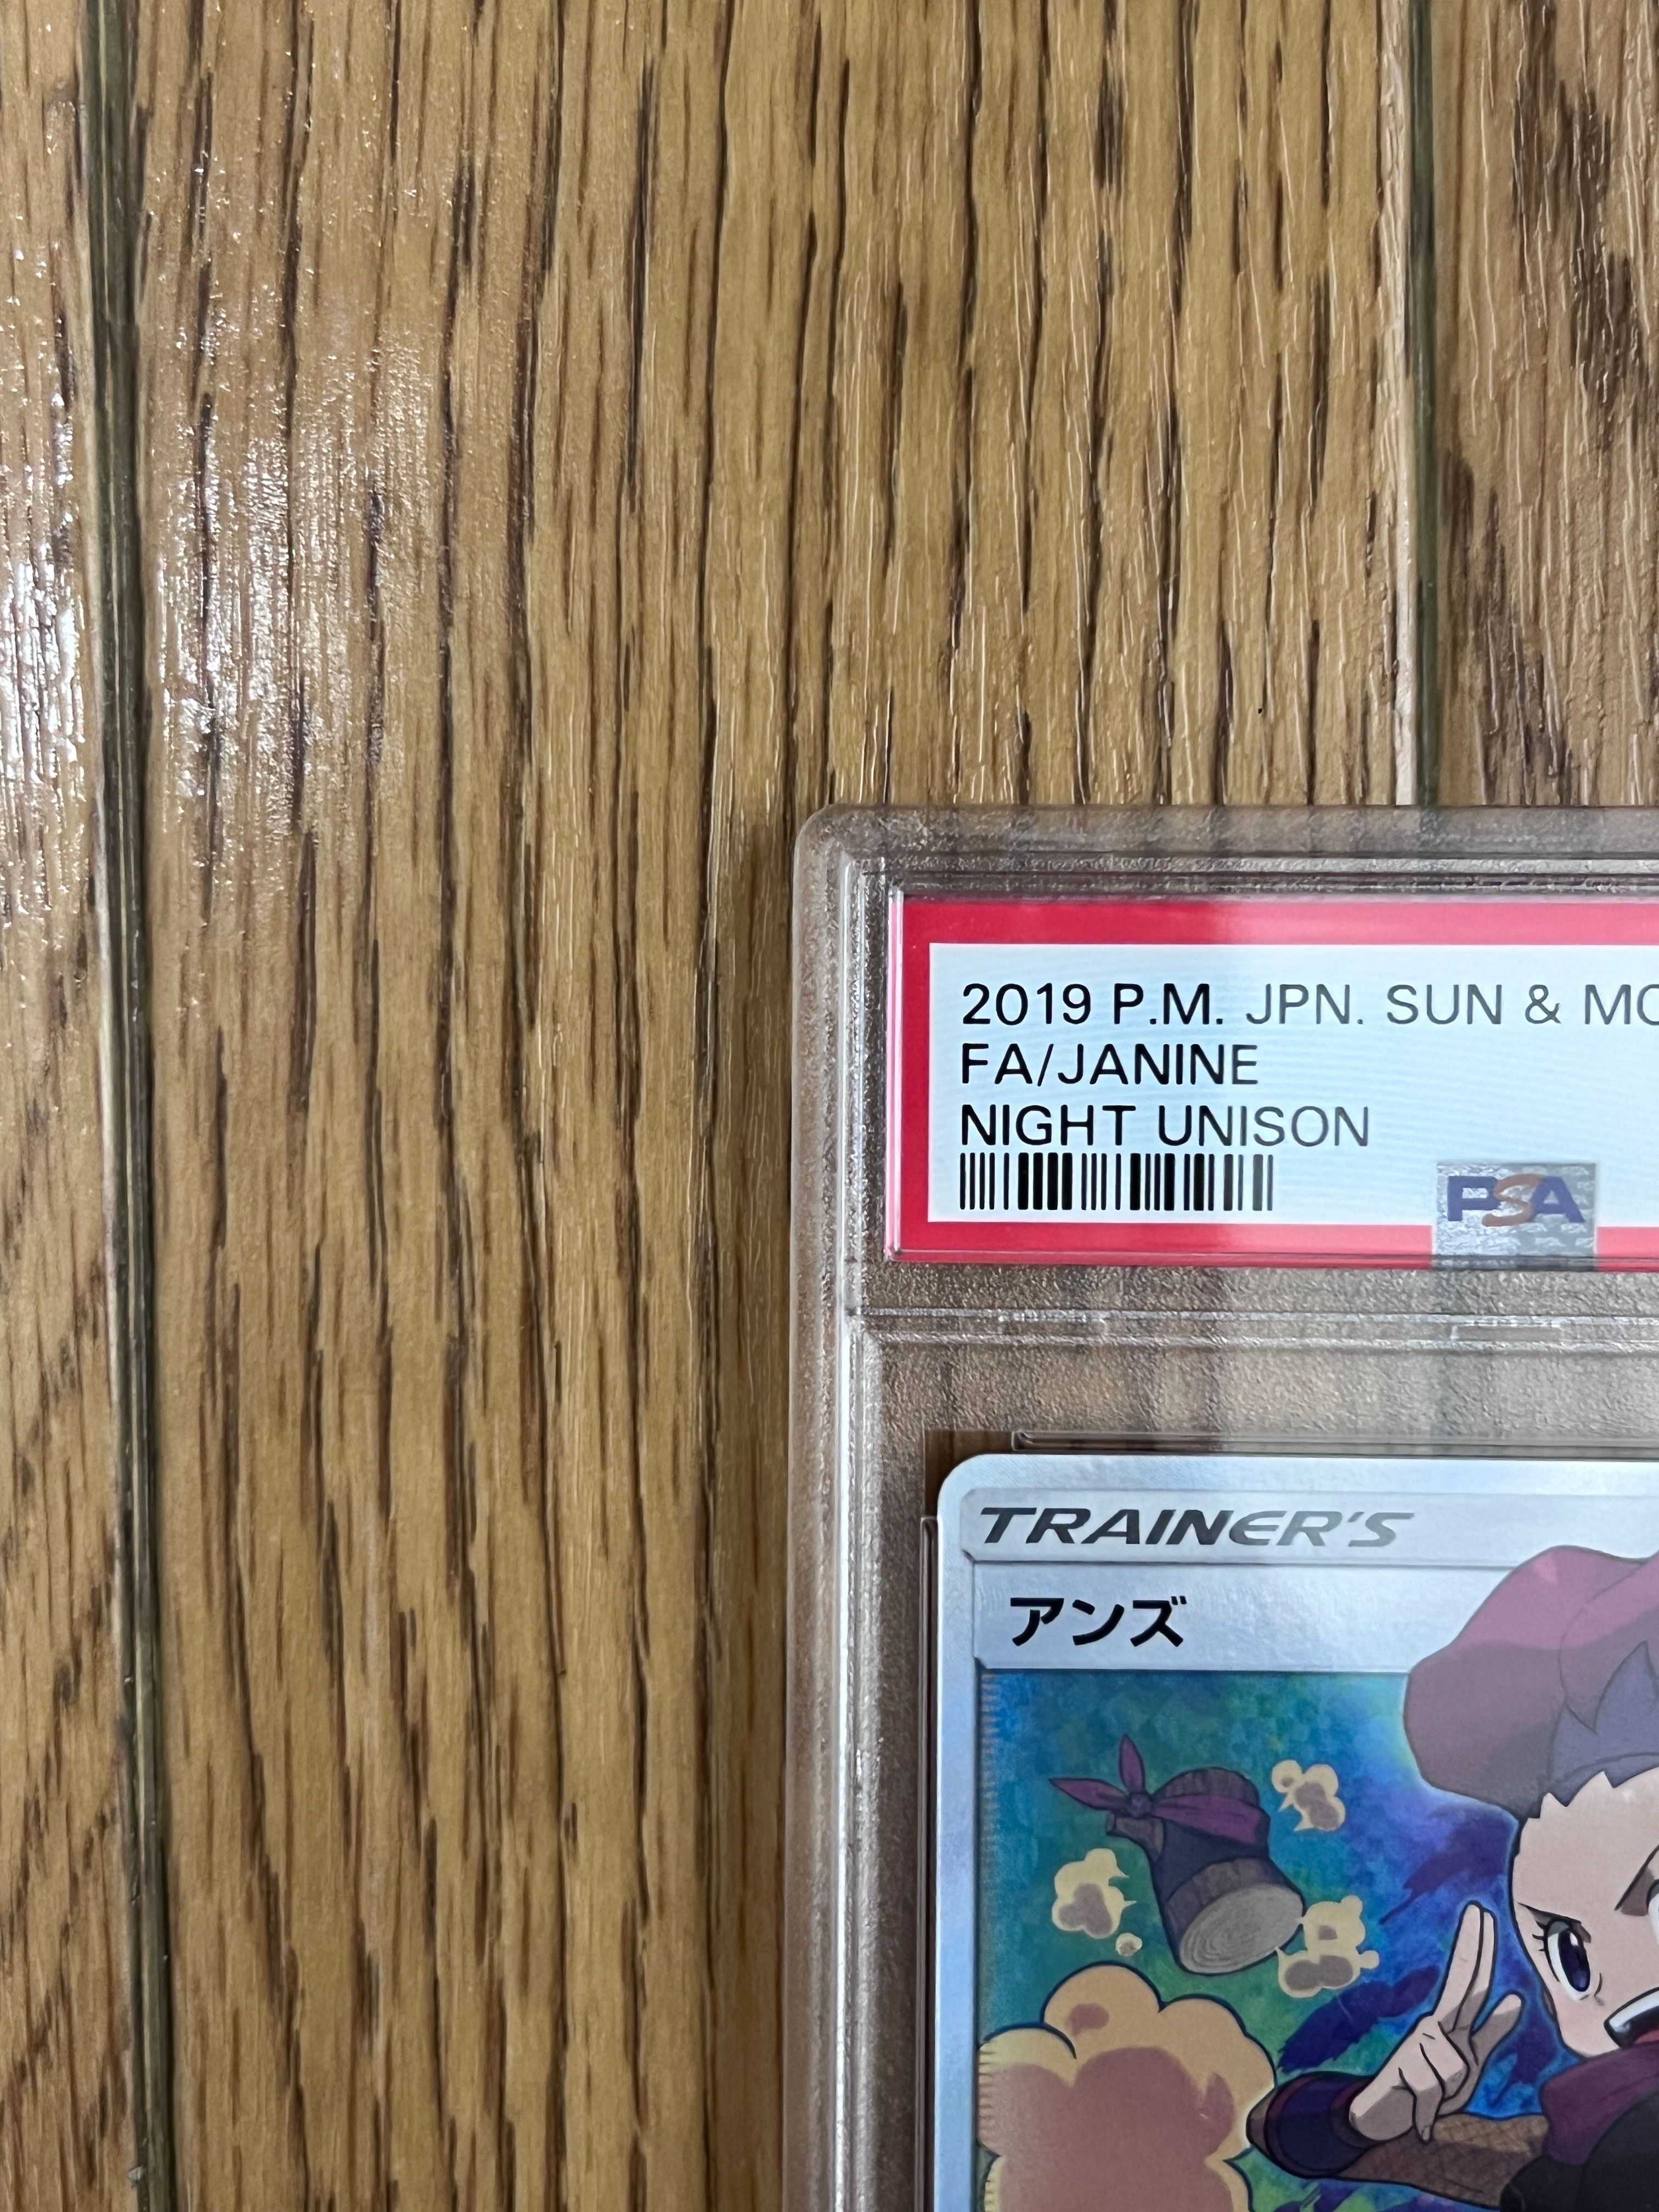 2019 P.M. JPN. SUN & MO
FA/JANINE
NIGHT UNISON
PSA
TRAINER'S
アンズ